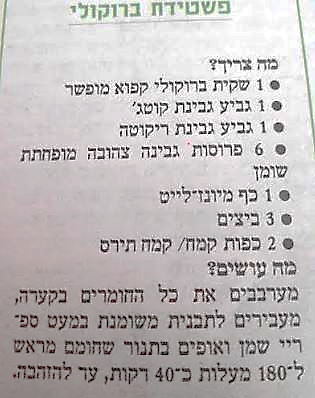 פשטידת ברוקולי
מה צריך?
● 1 שקית ברוקולי קפוא מופשר
● 1 גביע גבינת קוטג'
● 1 גביע גבינת ריקוטה
● 6 פרוסות גבינה צהובה מופחתת
שומן
● 1 כף מיונז־לייט
● 3 ביצים
● 2 כפות קמח/ קמח תירס
מה עושים?
מערבבים את כל החומרים בקערה,
מעבירים לתבנית משומנת במעט ספ־
ריי שמן ואופים בתנור שחומם מראש
ל־180 מעלות כ־40 דקות, עד להזהבה.